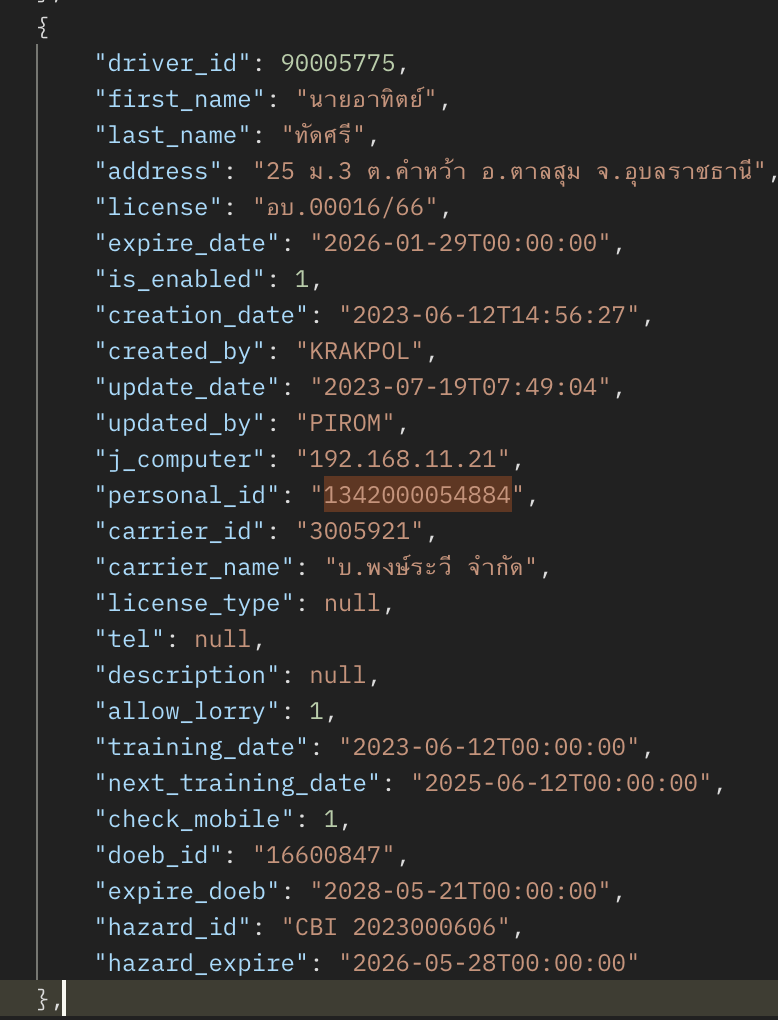 {
"driver_id": 90005775,
"first_name": "นายอาทิตย์",
"last_name": "ทัดศรี",
"address": "25 ม.3 ต.คำหว้า อ.ตาลสุม จ.อุบลราชธานี",
"license": "อบ.00016/66",
"expire_date": "2026-01-29T00:00:00",
"is_enabled": 1,
"creation_date": "2023-06-12T14:56:27",
"created_by": "KRAKPOL",
"update_date": "2023-07-19T07:49:04",
"updated_by": "PIROM",
"j_computer": "192.168.11.21",
"personal_id": "1342000054884",
"carrier_id": "3005921",
"carrier_name": "บ.พงษ์ระวี จำกัด",
"license_type": null,
"tel": null,
"description": null,
"allow_lorry": 1,
"training_date": "2023-06-12T00:00:00",
"next_training_date": "2025-06-12T00:00:00",
"check_mobile": 1,
"doeb_id": "16600847",
"expire_doeb": "2028-05-21T00:00:00",
"hazard_id": "CBI 2023000606",
"hazard_expire": "2026-05-28T00:00:00"
},